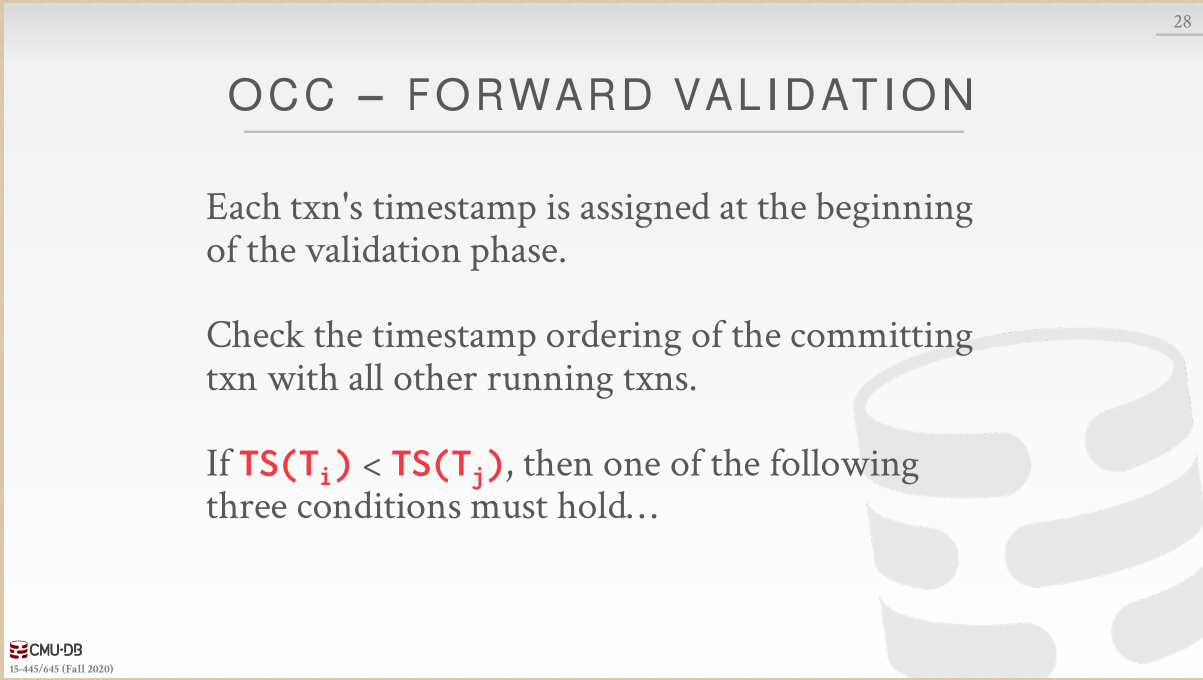 28
OCC – FORWARD VALIDATION
Each txn's timestamp is assigned at the beginning
of the validation phase.
Check the timestamp ordering of the committing
txn with all other running txns.
If TS(Ti) < TS(Tj), then one of the following
three conditions must hold…
CMU·DB
15-445/645 (Fall 2020)